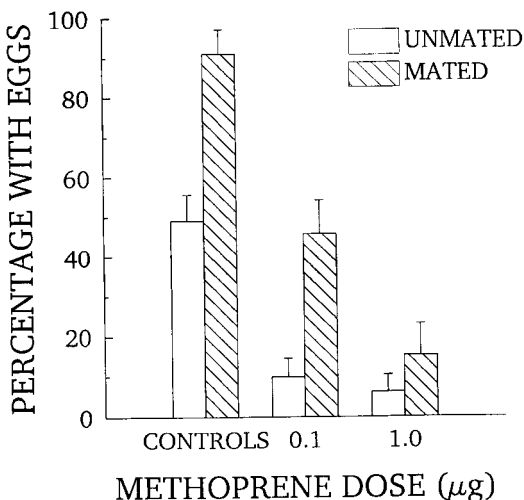 PERCENTAGE WITH EGGS
100
80
60
40
20
0
UNMATED
MATED
CONTROLS 0.1 1.0
METHOPRENE DOSE (μg)